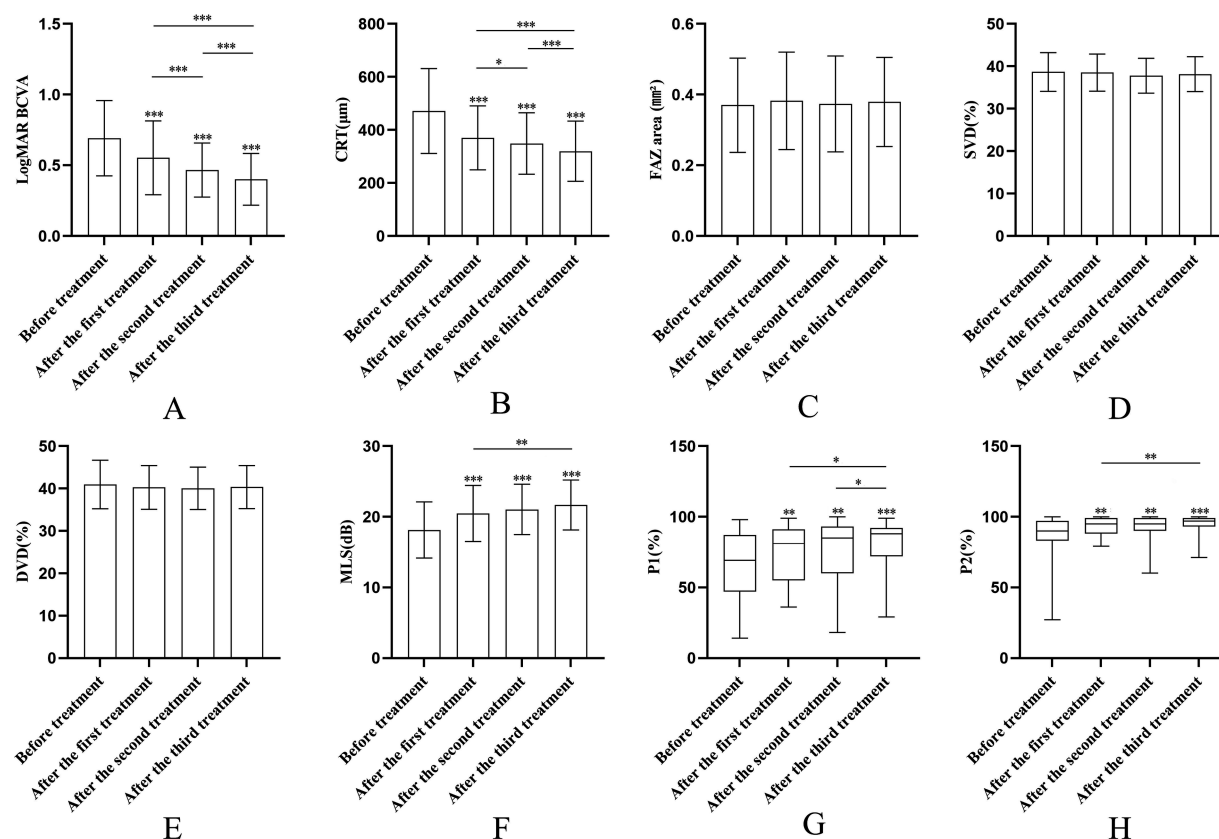 LogMAR BCVA
1.5
1.0
0.5
0.0
***
***
***
***
***
***
Before treatment
After the first treatment
After the second treatment
After the third treatment
A
CRT(μm)
800
600
400
200
0
***
***
*
***
***
***
Before treatment
After the first treatment
After the second treatment
After the third treatment
B
FAZ area (㎜²)
0.6
0.4
0.2
0.0
Before treatment
After the first treatment
After the second treatment
After the third treatment
C
SVD(%)
50
40
30
20
10
0
Before treatment
After the first treatment
After the second treatment
After the third treatment
D
DVD(%)
50
40
30
20
10
0
Before treatment
After the first treatment
After the second treatment
After the third treatment
E
MLS(dB)
30
20
10
0
**
***
***
***
Before treatment
After the first treatment
After the second treatment
After the third treatment
F
P1(%)
150
100
50
0
*
*
**
**
***
Before treatment
After the first treatment
After the second treatment
After the third treatment
G
P2(%)
150
100
50
0
**
**
**
***
Before treatment
After the first treatment
After the second treatment
After the third treatment
H